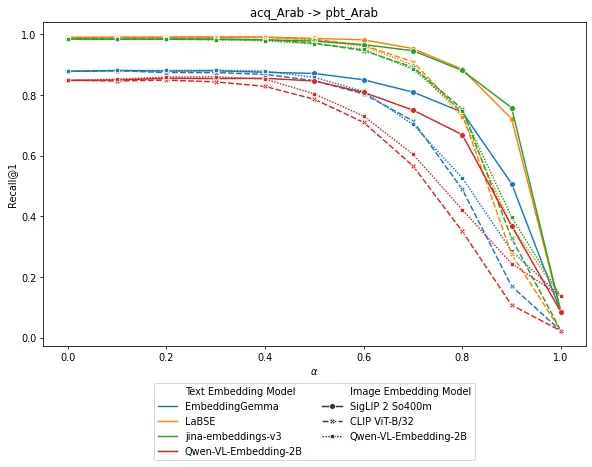 acq_Arab -> pbt_Arab
Recall@1
1.0
0.8
0.6
0.4
0.2
0.0
0.0 0.2 0.4 0.6 0.8 1.0
α
Text Embedding Model Image Embedding Model
EmbeddingGemma SigLIP 2 So400m
LaBSE CLIP ViT-B/32
jina-embeddings-v3 Qwen-VL-Embedding-2B
Qwen-VL-Embedding-2B